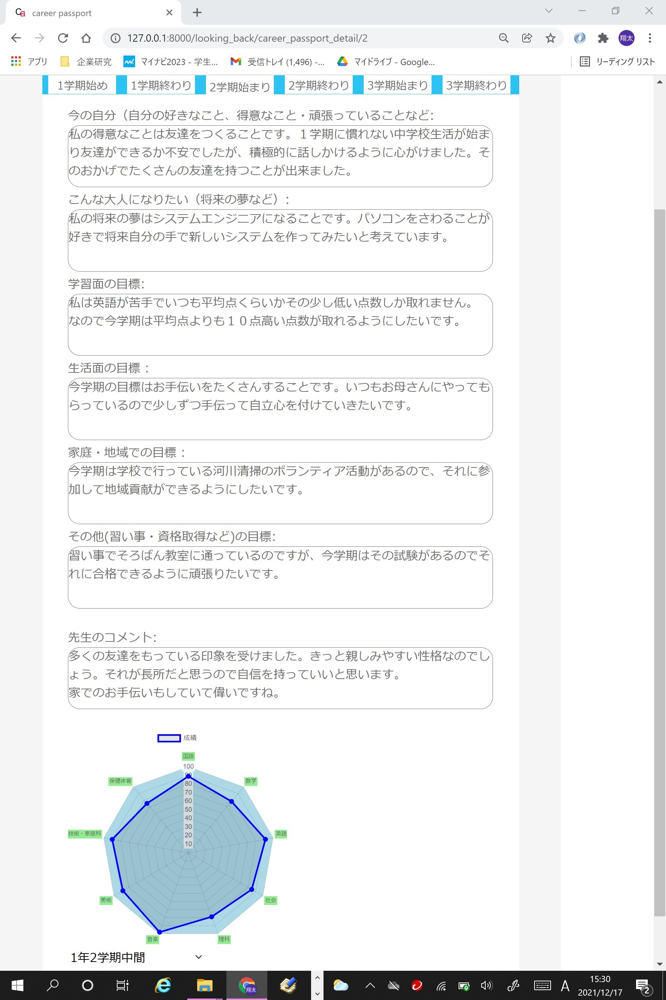 career passport
127.0.0.1:8000/looking_back/career_passport_detail/2
翔太
アプリ 企業研究 マイナビ2023 - 学生... 受信トレイ (1,496) -... マイドライブ - Google... リーディング リスト
1学期始め 1学期終わり 2学期始まり 2学期終わり 3学期始まり 3学期終わり
今の自分（自分の好きなこと、得意なこと・頑張っていることなど:
私の得意なことは友達をつくることです。１学期に慣れない中学校生活が始ま
り友達ができるか不安でしたが、積極的に話しかけるように心がけました。そ
のおかげでたくさんの友達を持つことが出来ました。
こんな大人になりたい（将来の夢など）:
私の将来の夢はシステムエンジニアになることです。パソコンをさわることが
好きで将来自分の手で新しいシステムを作ってみたいと考えています。
学習面の目標:
私は英語が苦手でいつも平均点くらいかその少し低い点数しか取れません。
なので今学期は平均点よりも１０点高い点数が取れるようにしたいです。
生活面の目標：
今学期の目標はお手伝いをたくさんすることです。いつもお母さんにやっても
らっているので少しずつ手伝って自立心を付けていきたいです。
家庭・地域での目標：
今学期は学校で行っている河川清掃のボランティア活動があるので、それに参
加して地域貢献ができるようにしたいです。
その他(習い事・資格取得など)の目標:
習い事でそろばん教室に通っているのですが、今学期はその試験があるのでそ
れに合格できるように頑張りたいです。
先生のコメント:
多くの友達をもっている印象を受けました。きっと親しみやすい性格なのでし
ょう。それが長所だと思うので自信を持っていいと思います。
家でのお手伝いもしていて偉いですね。
成績
国語
100
90
保健体育 数学
80
70
60
50
40
30
技術・家庭科 英語
20
10
美術 社会
音楽 理科
1年2学期中間
翔太
A
15:30
2021/12/17
2